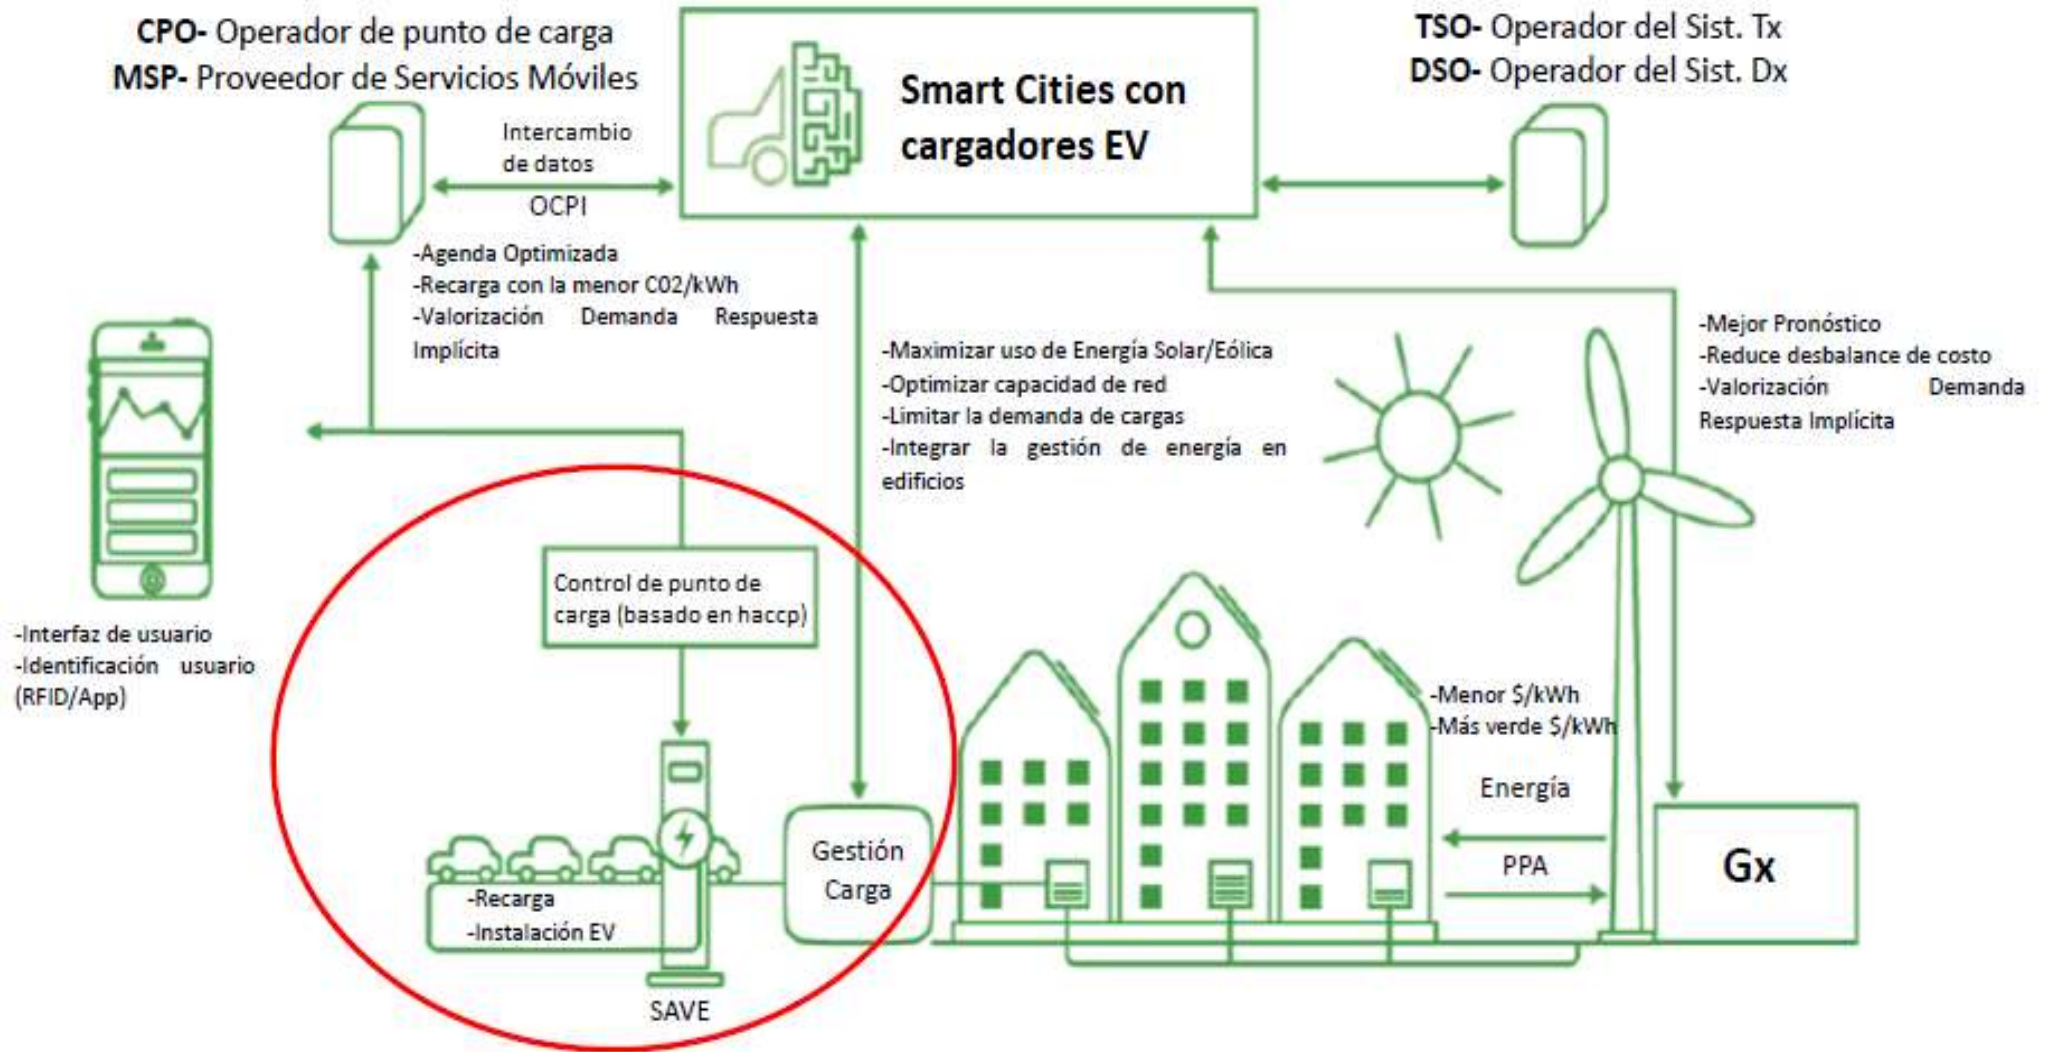 CPO- Operador de punto de carga
MSP- Proveedor de Servicios Móviles
Smart Cities con
cargadores EV
TSO- Operador del Sist. Tx
DSO- Operador del Sist. Dx
Intercambio
de datos
OCPI
-Agenda Optimizada
-Recarga con la menor C02/kWh
-Valorización Demanda Respuesta
Implícita
-Maximizar uso de Energía Solar/Eólica
-Optimizar capacidad de red
-Limitar la demanda de cargas
-Integrar la gestión de energía en
edificios
-Mejor Pronóstico
-Reduce desbalance de costo
-Valorización Demanda
Respuesta Implícita
-Interfaz de usuario
-Identificación usuario
(RFID/App)
Control de punto de
carga (basado en haccp)
-Menor $/kWh
-Más verde $/kWh
Energía
PPA
Gx
Gestión
Carga
-Recarga
-Instalación EV
SAVE